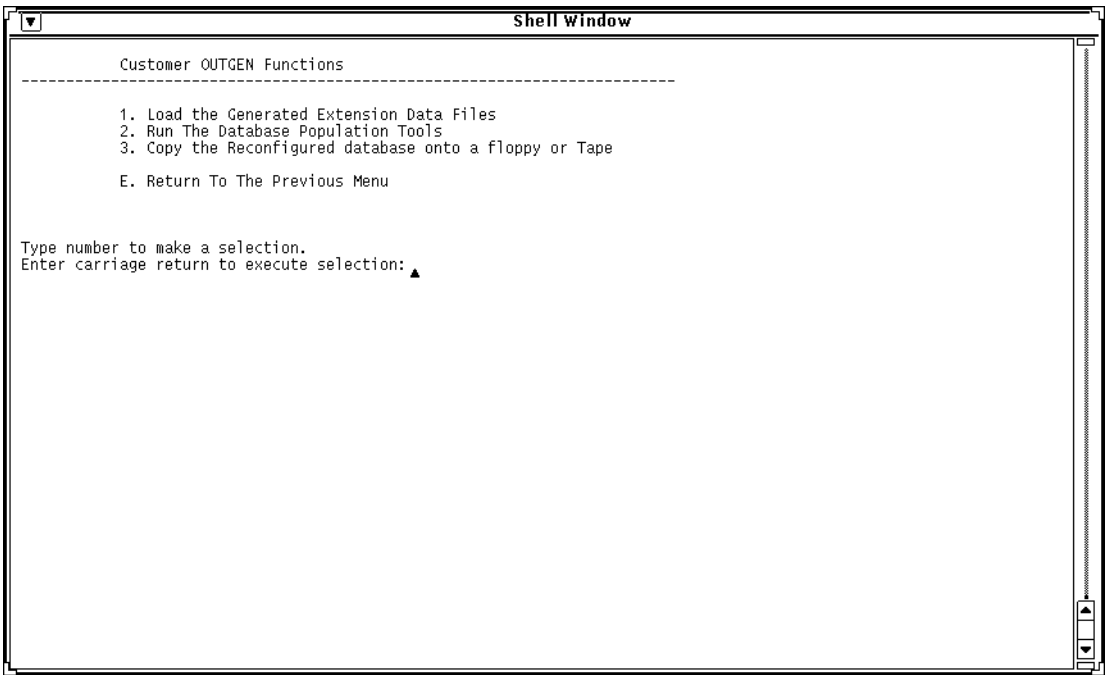 Shell Window
Customer OUTGEN Functions
-------------------------------------------------------------------------
1. Load the Generated Extension Data Files
2. Run The Database Population Tools
3. Copy the Reconfigured database onto a floppy or Tape
E. Return To The Previous Menu
Type number to make a selection.
Enter carriage return to execute selection: